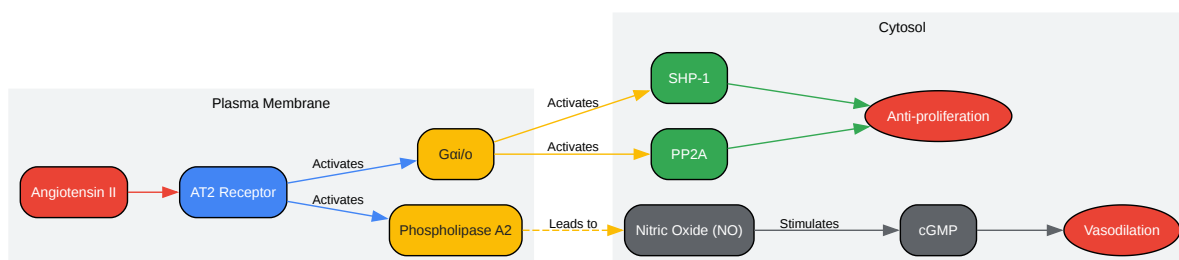 Cytosol
Plasma Membrane
SHP-1
Activates
Anti-proliferation
Gαi/o
Activates
PP2A
Activates
Angiotensin II
AT2 Receptor
Activates
Phospholipase A2
Leads to
Nitric Oxide (NO)
Stimulates
cGMP
Vasodilation